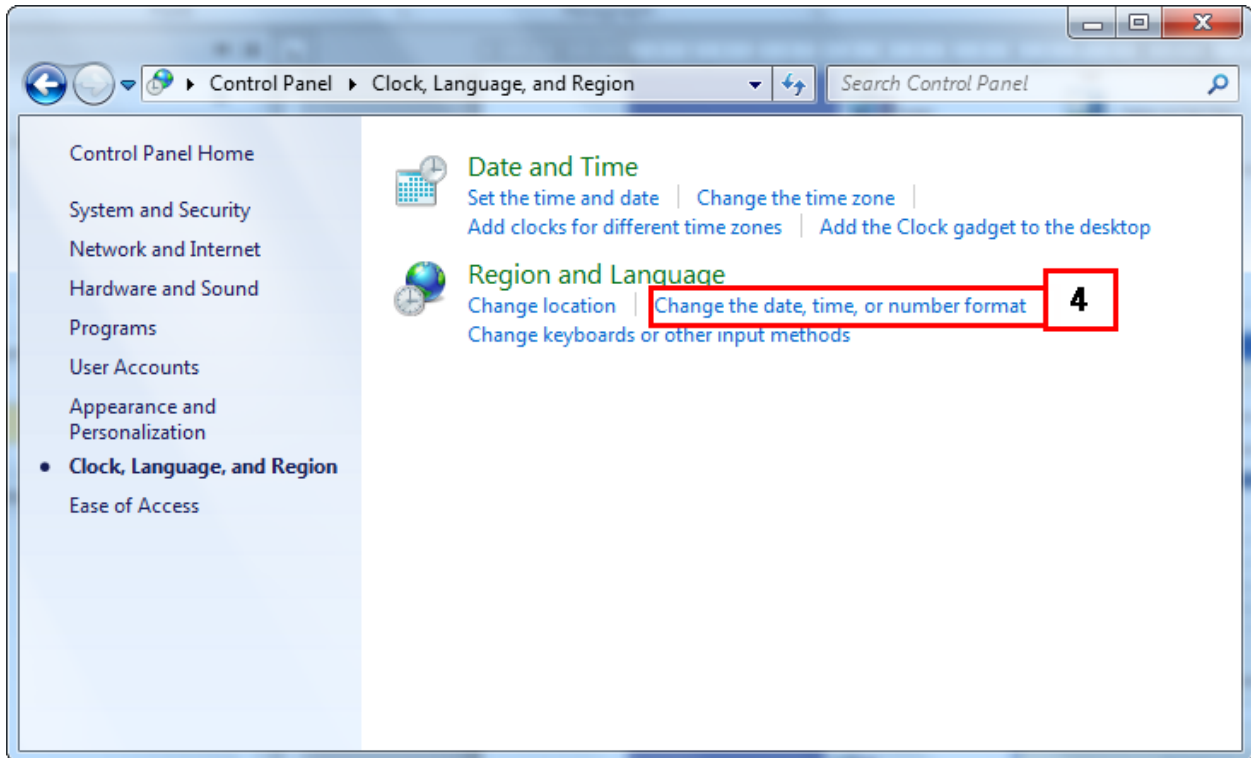 Control Panel Clock, Language, and Region Search Control Panel
Control Panel Home
System and Security
Network and Internet
Hardware and Sound
Programs
User Accounts
Appearance and
Personalization
Clock, Language, and Region
Ease of Access
Date and Time
Set the time and date Change the time zone
Add clocks for different time zones Add the Clock gadget to the desktop
Region and Language
Change location Change the date, time, or number format 4
Change keyboards or other input methods